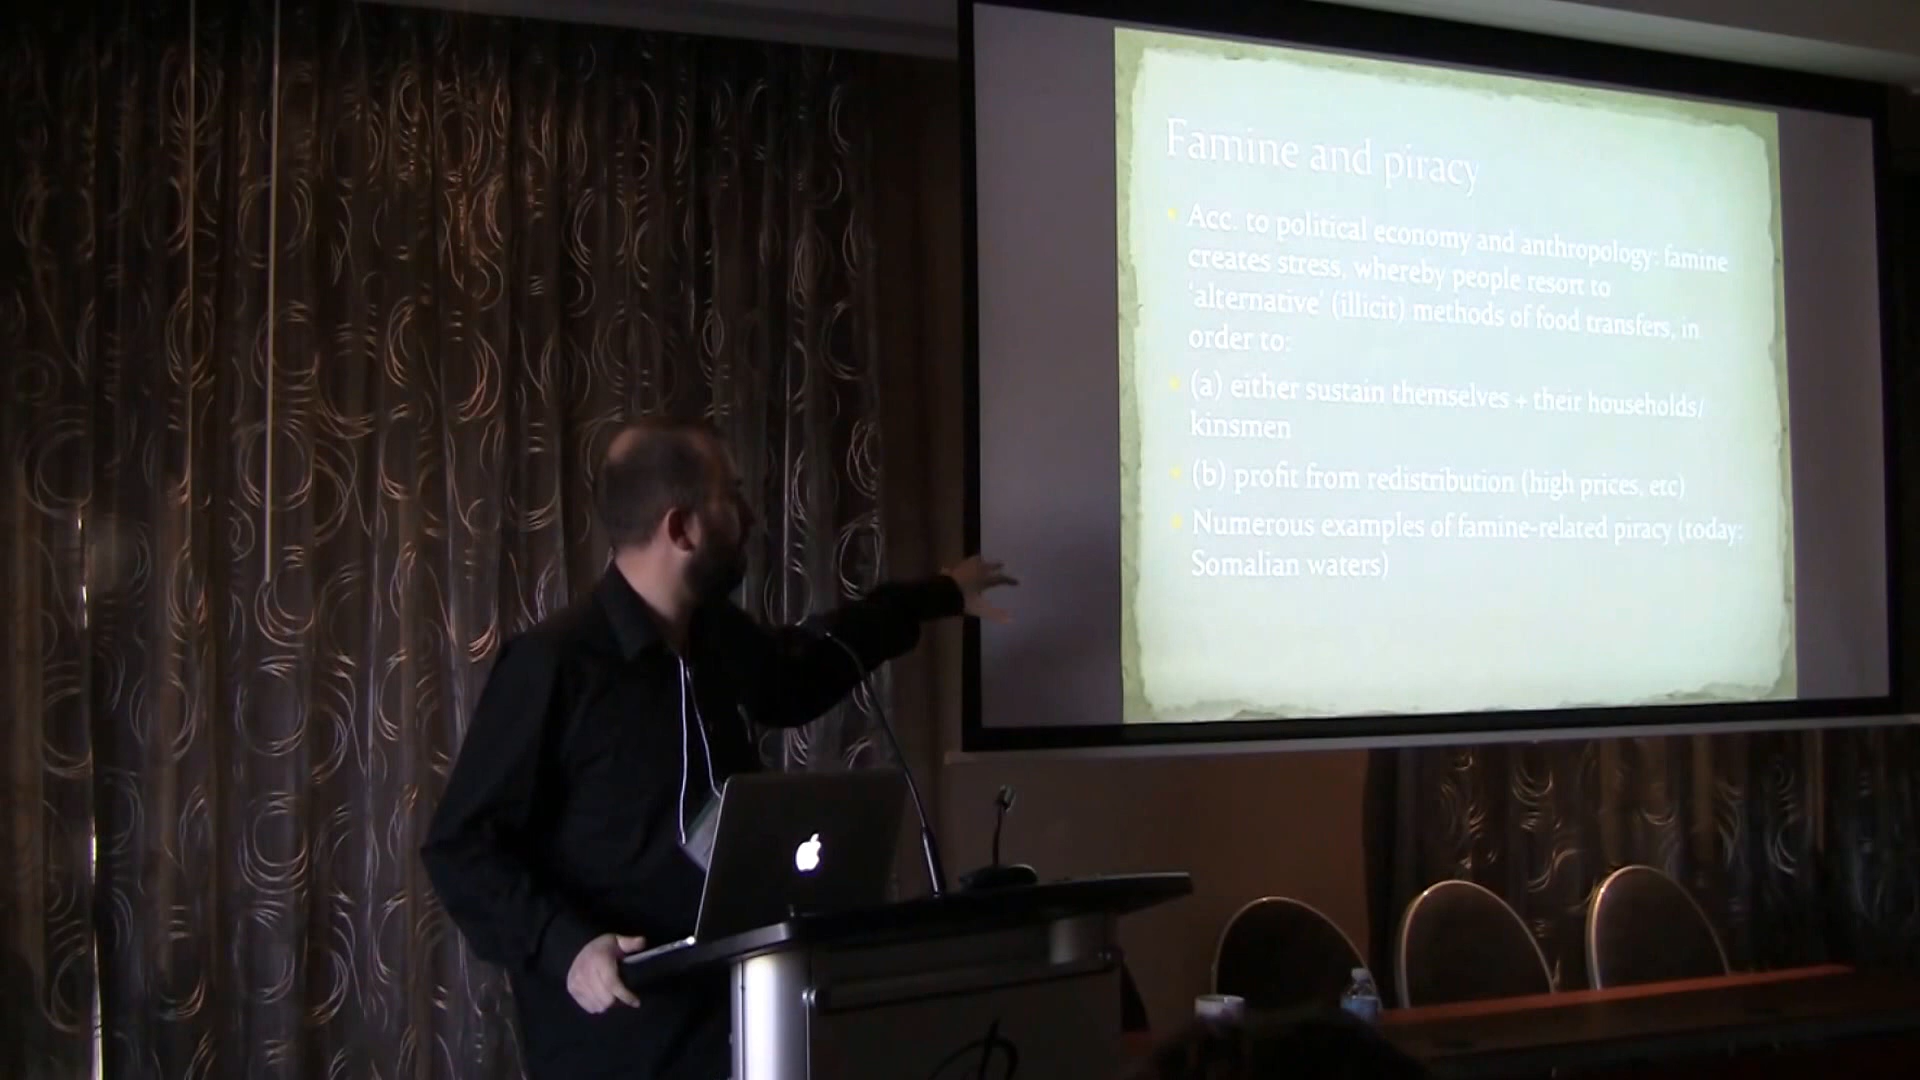 Famine and piracy
Acc. to political economy and anthropology: famine
creates stress, whereby people resort to
'alternative' (illicit) methods of food transfers, in
order to:
(a) either sustain themselves + their households/
kinsmen
(b) profit from redistribution (high prices, etc)
Numerous examples of famine-related piracy (today:
Somalian waters)